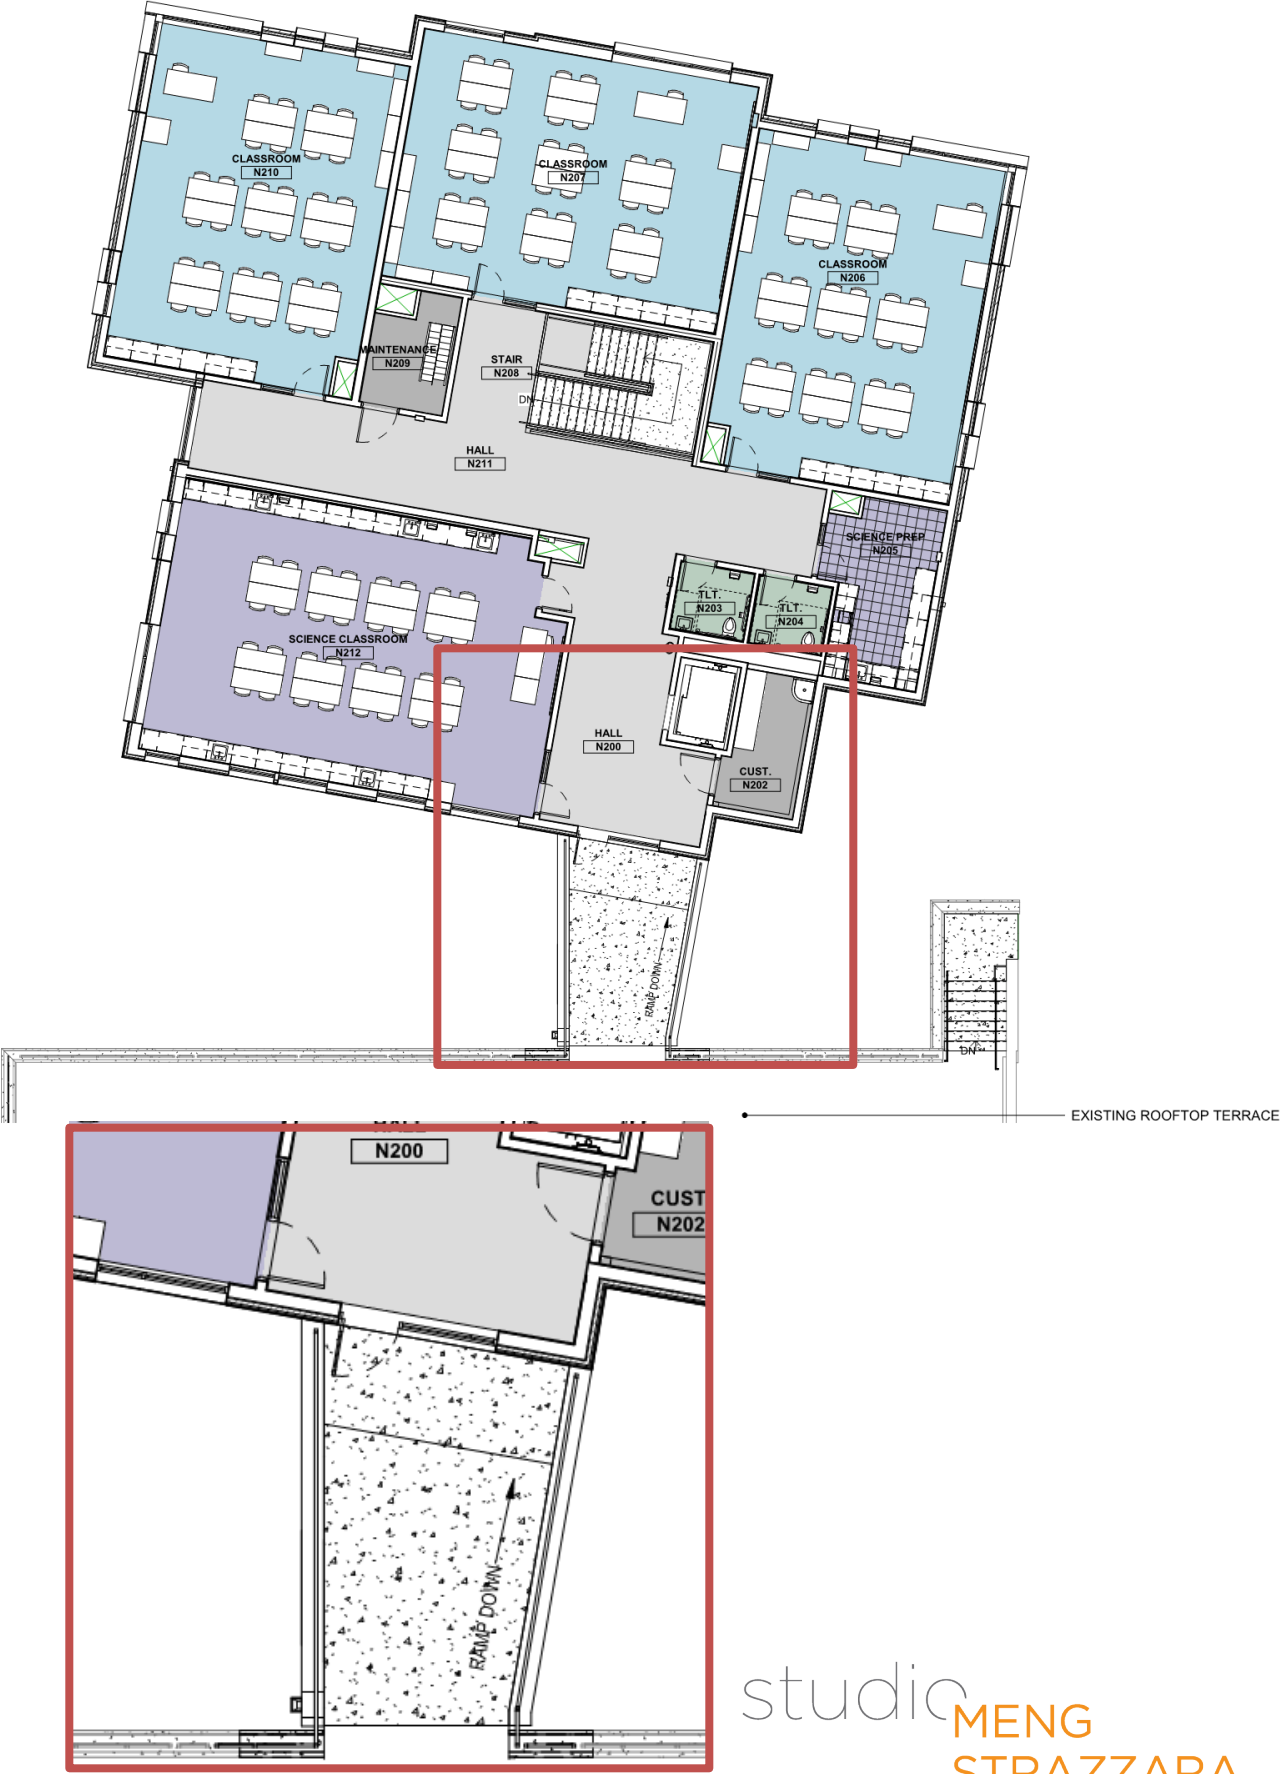 CLASSROOM
N210
CLASSROOM
N207
CLASSROOM
N206
MAINTENANCE
N209
STAIR
N208
DN
HALL
N211
SCIENCE PREP
N205
TLT.
N203
TLT.
N204
SCIENCE CLASSROOM
N212
HALL
N200
CUST.
N202
RAMP DOWN
DN
EXISTING ROOFTOP TERRACE
HALL
N200
CUST
N202
RAMP DOWN
studio
MENG
STRAZZARA